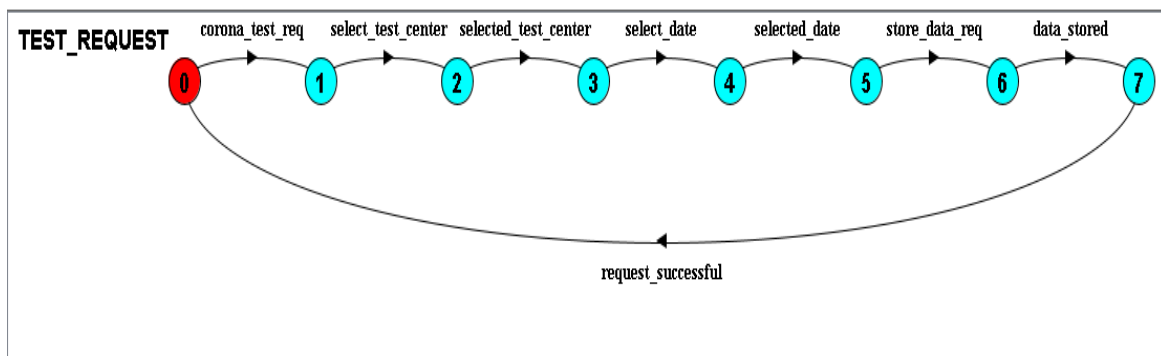 TEST_REQUEST
corona_test_req select_test_center selected_test_center select_date selected_date store_data_req data_stored
0 1 2 3 4 5 6 7
request_successful